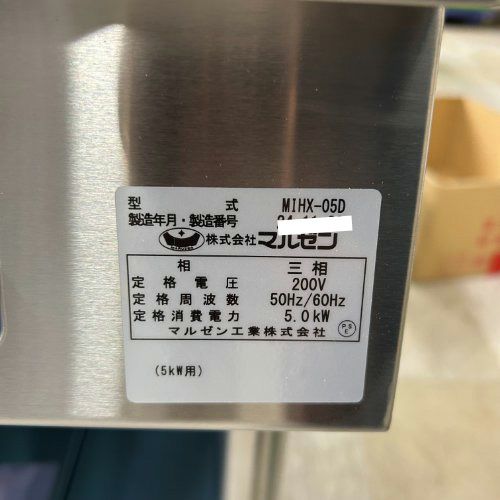 型式 MIHX-05D
製造年月・製造番号
株式会社マルゼン
相 三相
定格電圧 200V
定格周波数 50Hz/60Hz
定格消費電力 5.0kW
マルゼン工業株式会社
PSE
(5kW用)